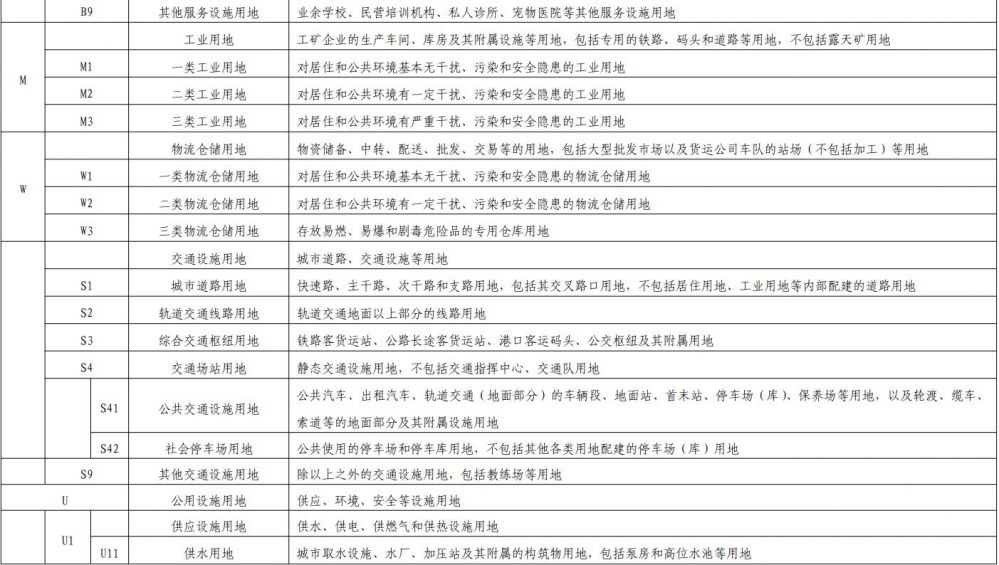 B9 其他服务设施用地 业余学校、民营培训机构、私人诊所、宠物医院等其他服务设施用地
M 工业用地 工矿企业的生产车间、库房及其附属设施等用地，包括专用的铁路、码头和道路等用地，不包括露天矿用地
M1 一类工业用地 对居住和公共环境基本无干扰、污染和安全隐患的工业用地
M2 二类工业用地 对居住和公共环境有一定干扰、污染和安全隐患的工业用地
M3 三类工业用地 对居住和公共环境有严重干扰、污染和安全隐患的工业用地
W 物流仓储用地 物资储备、中转、配送、批发、交易等的用地，包括大型批发市场以及货运公司车队的站场（不包括加工）等用地
W1 一类物流仓储用地 对居住和公共环境基本无干扰、污染和安全隐患的物流仓储用地
W2 二类物流仓储用地 对居住和公共环境有一定干扰、污染和安全隐患的物流仓储用地
W3 三类物流仓储用地 存放易燃、易爆和剧毒危险品的专用仓库用地
交通设施用地 城市道路、交通设施等用地
S1 城市道路用地 快速路、主干路、次干路和支路用地，包括其交叉路口用地，不包括居住用地、工业用地等内部配建的道路用地
S2 轨道交通线路用地 轨道交通地面以上部分的线路用地
S3 综合交通枢纽用地 铁路客货运站、公路长途客货运站、港口客运码头、公交枢纽及其附属用地
S4 交通场站用地 静态交通设施用地，不包括交通指挥中心、交通队用地
S41 公共交通设施用地 公共汽车、出租汽车、轨道交通（地面部分）的车辆段、地面站、首末站、停车场（库）、保养场等用地，以及轮渡、缆车、
索道等的地面部分及其附属设施用地
S42 社会停车场用地 公共使用的停车场和停车库用地，不包括其他各类用地配建的停车场（库）用地
S9 其他交通设施用地 除以上之外的交通设施用地，包括教练场等用地
U 公用设施用地 供应、环境、安全等设施用地
U1 供应设施用地 供水、供电、供燃气和供热设施用地
U11 供水用地 城市取水设施、水厂、加压站及其附属的构筑物用地，包括泵房和高位水池等用地